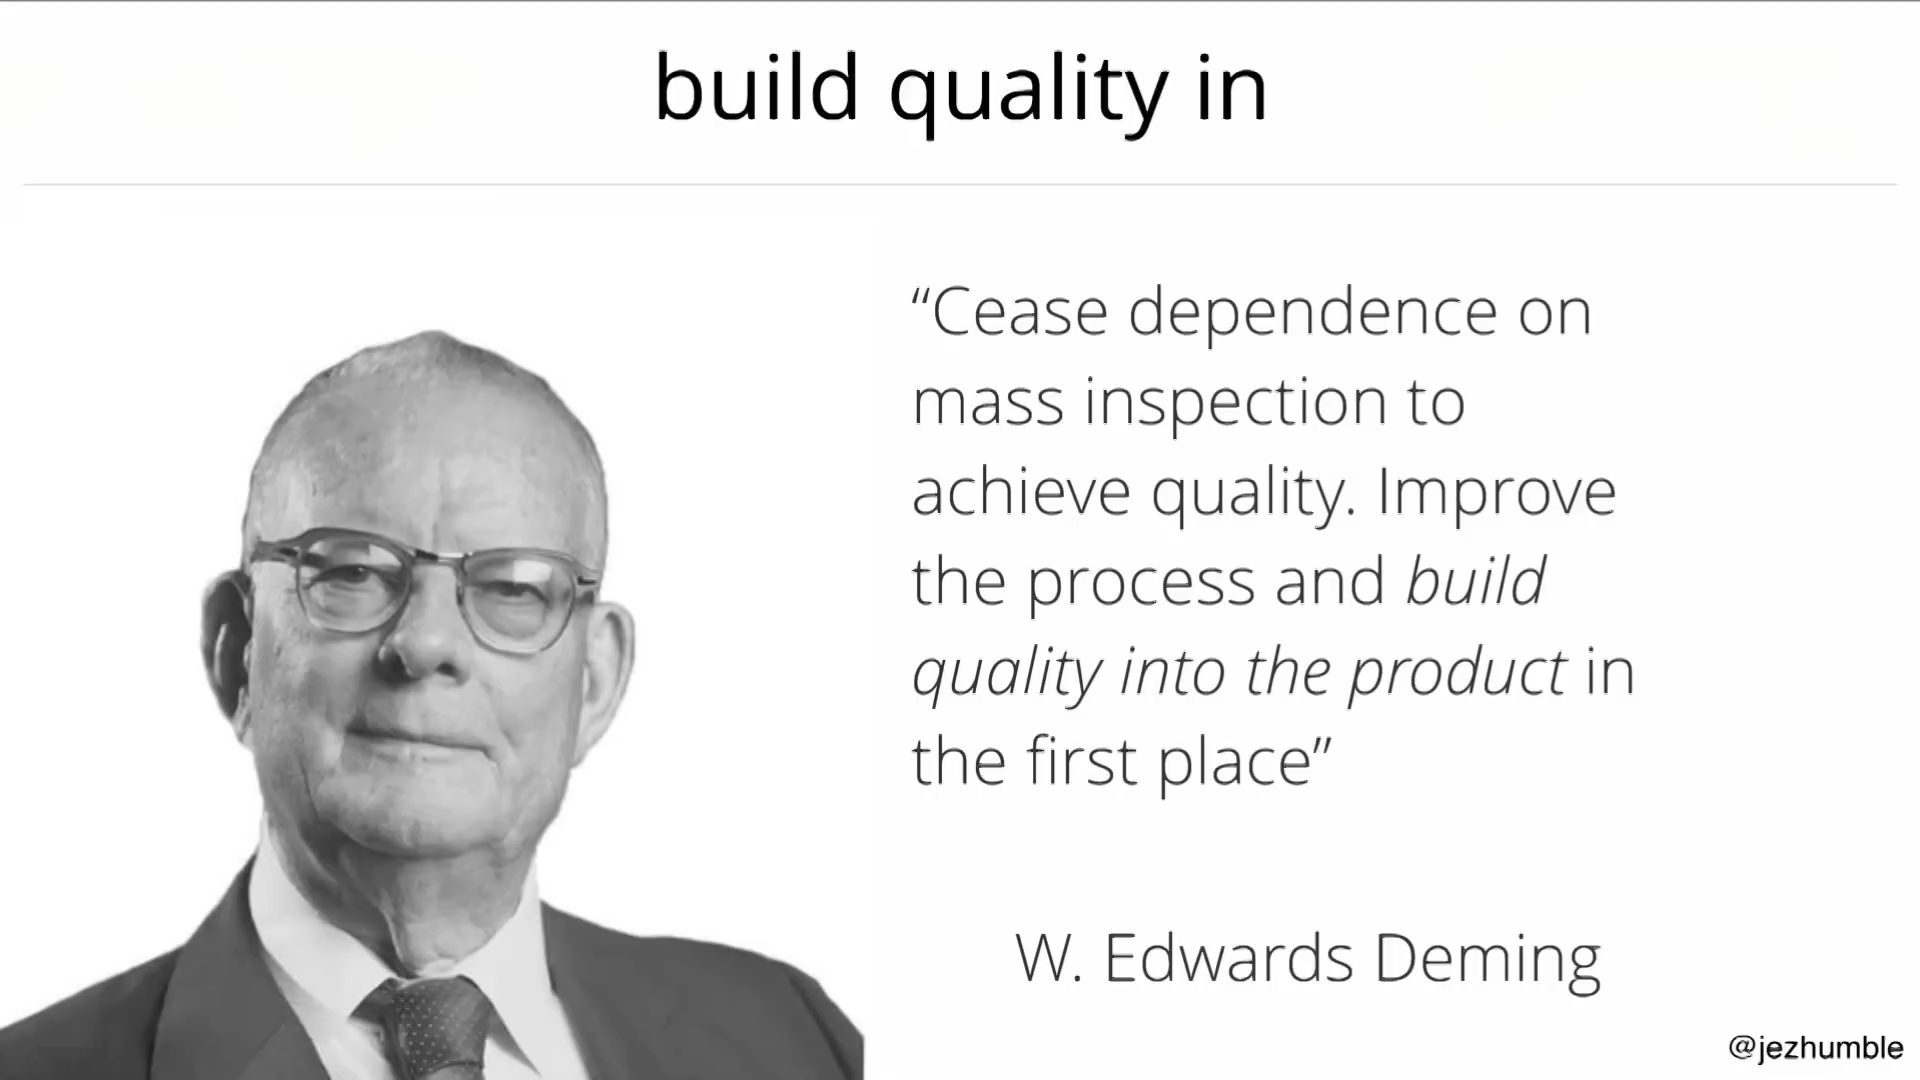 build quality in
“Cease dependence on
mass inspection to
achieve quality. Improve
the process and build
quality into the product in
the first place”
W. Edwards Deming
@jezhumble